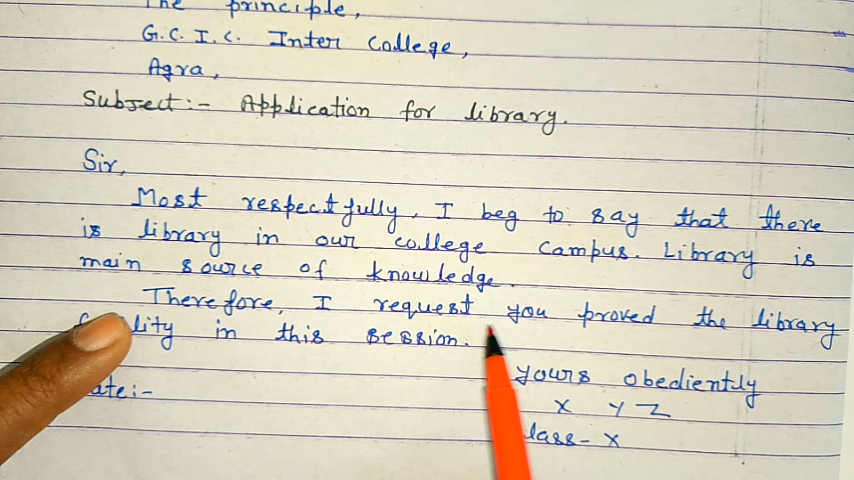 The principle,
G.C.I.C. Inter College,
Agra,
Subject:- Application for library.
Sir,
Most respectfully, I beg to say that there
is library in our college campus. Library is
main source of knowledge.
Therefore, I request you proved the library
lity in this session.
Yours obediently
ate:-
X Y Z
lass- X